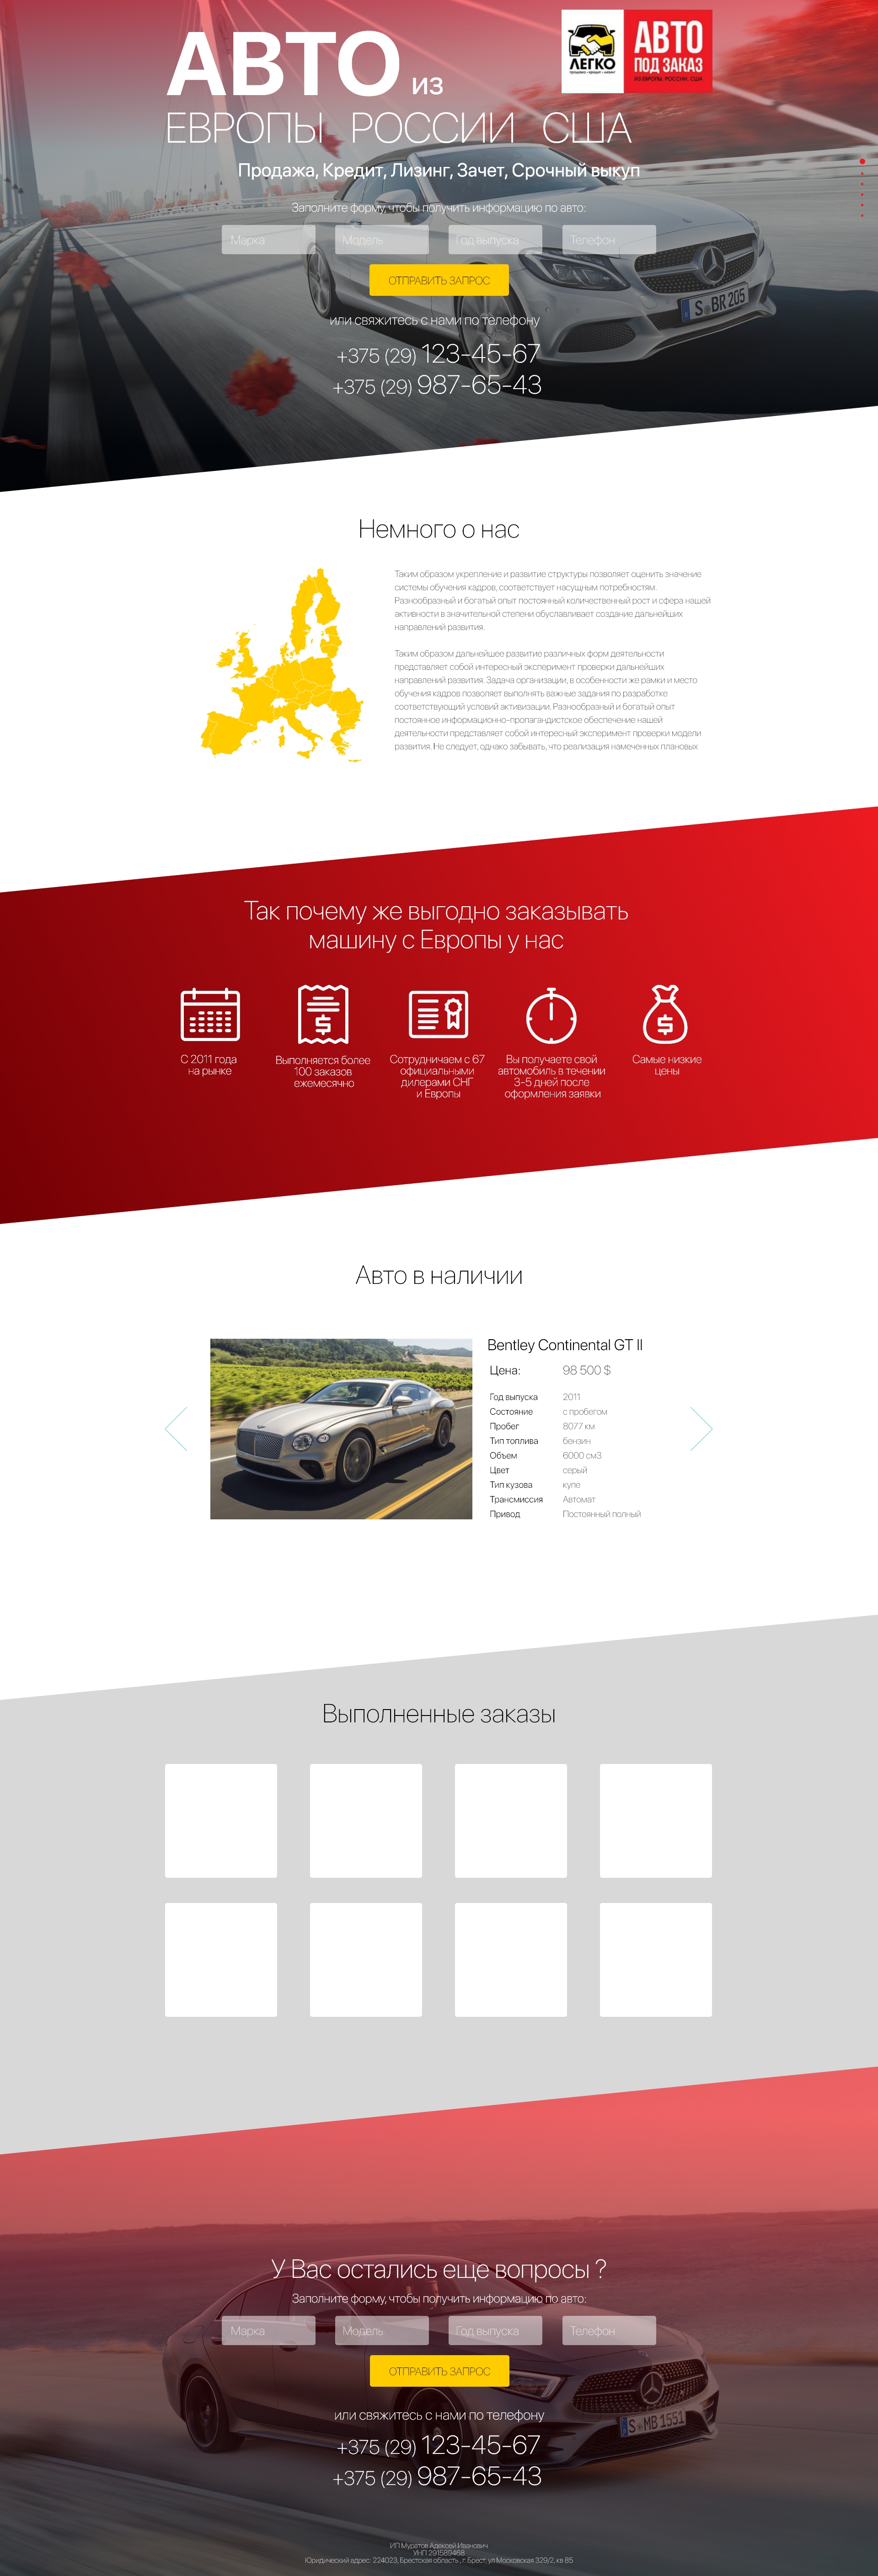 АВТО из
ЕВРОПЫ РОССИИ США
ЛЕГКО
продажа • кредит • лизинг
АВТО
ПОД ЗАКАЗ
ИЗ ЕВРОПЫ, РОССИИ, США
Продажа, Кредит, Лизинг, Зачет, Срочный выкуп
Заполните форму, чтобы получить информацию по авто:
Марка
Модель
Год выпуска
Телефон
ОТПРАВИТЬ ЗАПРОС
S BR 205
или свяжитесь с нами по телефону
+375 (29) 123-45-67
+375 (29) 987-65-43
Немного о нас
Таким образом укрепление и развитие структуры позволяет оценить значение
системы обучения кадров, соответствует насущным потребностям.
Разнообразный и богатый опыт постоянный количественный рост и сфера нашей
активности в значительной степени обуславливает создание дальнейших
направлений развития.
Таким образом дальнейшее развитие различных форм деятельности
представляет собой интересный эксперимент проверки дальнейших
направлений развития. Задача организации, в особенности же рамки и место
обучения кадров позволяет выполнять важные задания по разработке
соответствующий условий активизации. Разнообразный и богатый опыт
постоянное информационно-пропагандистское обеспечение нашей
деятельности представляет собой интересный эксперимент проверки модели
развития. Не следует, однако забывать, что реализация намеченных плановых
Так почему же выгодно заказывать
машину с Европы у нас
С 2011 года
на рынке
Выполняется более
100 заказов
ежемесячно
Сотрудничаем с 67
официальными
дилерами СНГ
и Европы
Вы получаете свой
автомобиль в течении
3-5 дней после
оформления заявки
Самые низкие
цены
Авто в наличии
Bentley Continental GT II
Цена: 98 500 $
Год выпуска 2011
Состояние с пробегом
Пробег 8077 км
Тип топлива бензин
Объем 6000 см3
Цвет серый
Тип кузова купе
Трансмиссия Автомат
Привод Постоянный полный
Выполненные заказы
У Вас остались еще вопросы ?
Заполните форму, чтобы получить информацию по авто:
Марка
Модель
Год выпуска
Телефон
ОТПРАВИТЬ ЗАПРОС
S MB 1551
или свяжитесь с нами по телефону
+375 (29) 123-45-67
+375 (29) 987-65-43
ИП Муратов Адексей Иванович
УНП 291589468
Юридический адрес: 224023, Брестская область , г. Брест, ул Московская 329/2, кв 85